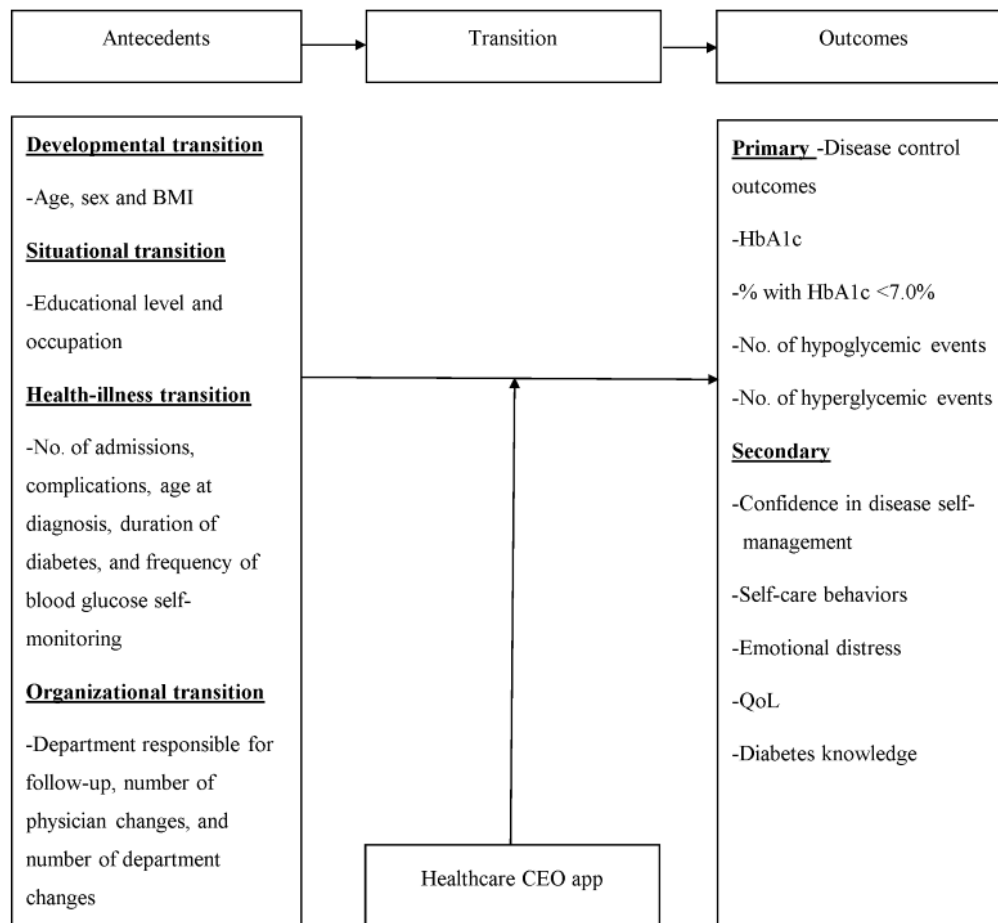 Antecedents
Transition
Outcomes
Developmental transition
-Age, sex and BMI
Situational transition
-Educational level and
occupation
Health-illness transition
-No. of admissions,
complications, age at
diagnosis, duration of
diabetes, and frequency of
blood glucose self-
monitoring
Organizational transition
-Department responsible for
follow-up, number of
physician changes, and
number of department
changes
Healthcare CEO app
Primary -Disease control
outcomes
-HbA1c
-% with HbA1c <7.0%
-No. of hypoglycemic events
-No. of hyperglycemic events
Secondary
-Confidence in disease self-
management
-Self-care behaviors
-Emotional distress
-QoL
-Diabetes knowledge